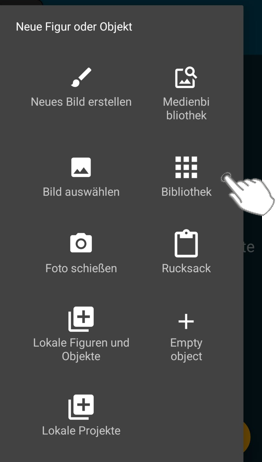 Neue Figur oder Objekt
Neues Bild erstellen
Medienbi
bliothek
Bild auswählen
Bibliothek
Foto schießen
Rucksack
Lokale Figuren und
Objekte
Empty
object
Lokale Projekte